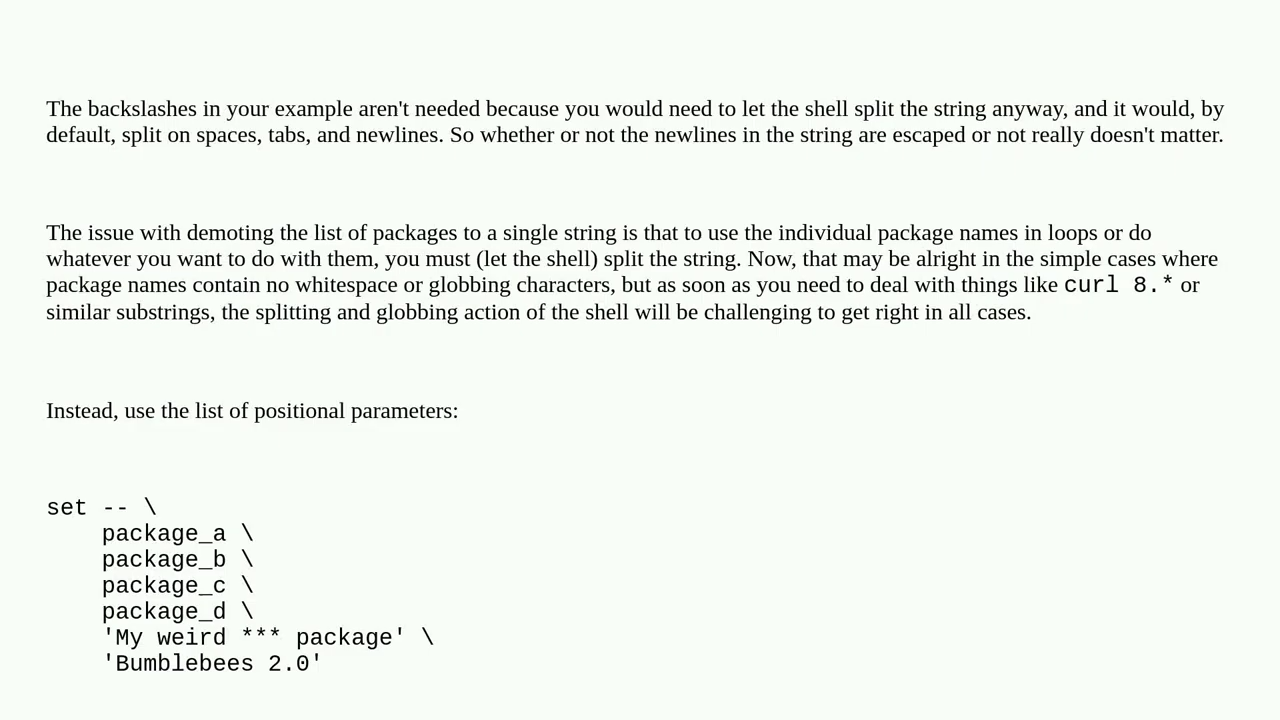 The backslashes in your example aren't needed because you would need to let the shell split the string anyway, and it would, by
default, split on spaces, tabs, and newlines. So whether or not the newlines in the string are escaped or not really doesn't matter.
The issue with demoting the list of packages to a single string is that to use the individual package names in loops or do
whatever you want to do with them, you must (let the shell) split the string. Now, that may be alright in the simple cases where
package names contain no whitespace or globbing characters, but as soon as you need to deal with things like curl 8.* or
similar substrings, the splitting and globbing action of the shell will be challenging to get right in all cases.
Instead, use the list of positional parameters:
set -- \
    package_a \
    package_b \
    package_c \
    package_d \
    'My weird *** package' \
    'Bumblebees 2.0'